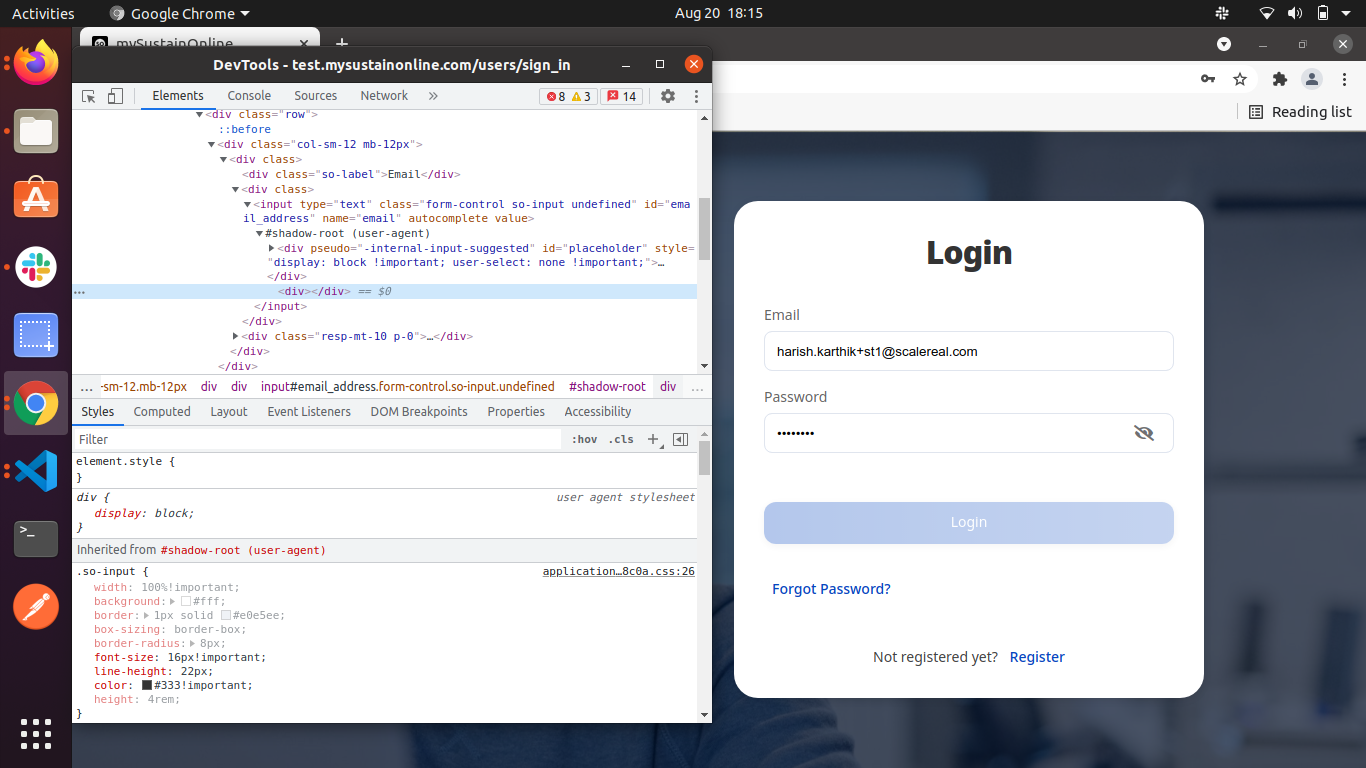 Activities
Google Chrome
Aug 20 18:15
mySustainOnline
DevTools - test.mysustainonline.com/users/sign_in
Elements Console Sources Network » 8 3 14
Reading list
<div class="row">
::before
<div class="col-sm-12 mb-12px">
<div class>
<div class="so-label">Email</div>
<div class>
<input type="text" class="form-control so-input undefined" id="ema
il_address" name="email" autocomplete value>
#shadow-root (user-agent)
<div pseudo="-internal-input-suggested" id="placeholder" style=
"display: block !important; user-select: none !important;">…
</div>
<div></div> == $0
</input>
</div>
<div class="resp-mt-10 p-0">…</div>
</div>
</div>
… -sm-12.mb-12px div div input#email_address.form-control.so-input.undefined #shadow-root div …
Styles Computed Layout Event Listeners DOM Breakpoints Properties Accessibility
Filter :hov .cls +
element.style {
}
div { user agent stylesheet
display: block;
}
Inherited from #shadow-root (user-agent)
.so-input { application…8c0a.css:26
width: 100%!important;
background: #fff;
border: 1px solid #e0e5ee;
box-sizing: border-box;
border-radius: 8px;
font-size: 16px!important;
line-height: 22px;
color: #333!important;
height: 4rem;
}
Login
Email
harish.karthik+st1@scalereal.com
Password
••••••••
Login
Forgot Password?
Not registered yet? Register